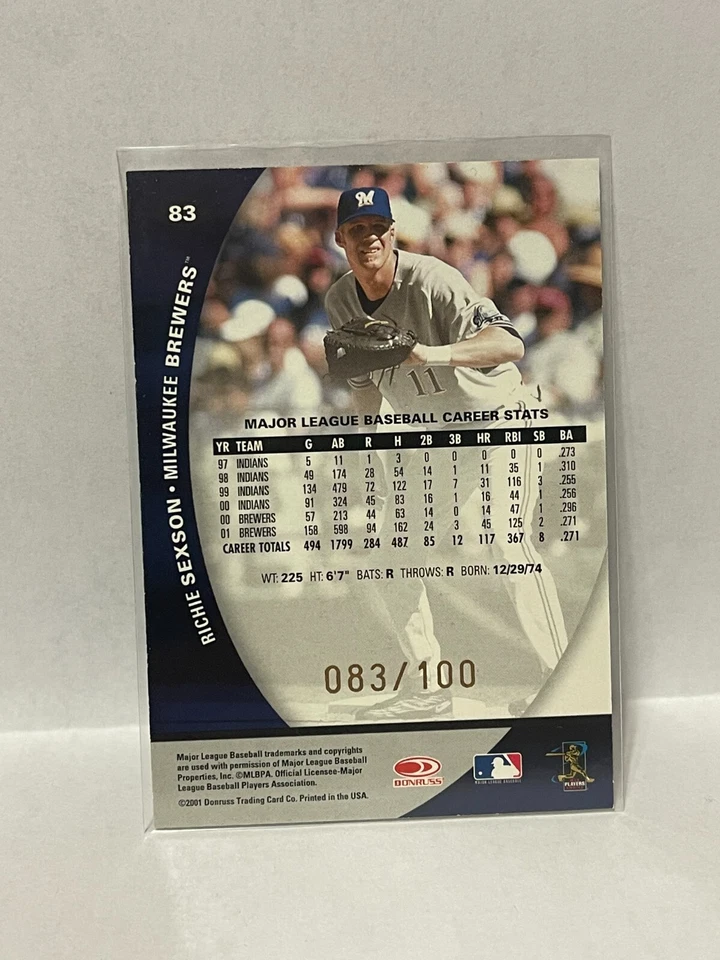 83
RICHIE SEXSON • MILWAUKEE BREWERS™
M
11
MAJOR LEAGUE BASEBALL CAREER STATS
YR TEAM G AB R H 2B 3B HR RBI SB BA
97 INDIANS 5 11 1 3 0 0 0 0 0 .273
98 INDIANS 49 174 28 54 14 1 11 35 1 .310
99 INDIANS 134 479 72 122 17 7 31 116 3 .255
00 INDIANS 91 324 45 83 16 1 16 44 1 .256
00 BREWERS 57 213 44 63 14 0 14 47 1 .296
01 BREWERS 158 598 94 162 24 3 45 125 2 .271
CAREER TOTALS 494 1799 284 487 85 12 117 367 8 .271
WT: 225 HT: 6'7" BATS: R THROWS: R BORN: 12/29/74
083/100
Major League Baseball trademarks and copyrights
are used with permission of Major League Baseball
Properties, Inc. ©MLBPA. Official Licensee-Major
League Baseball Players Association.
©2001 Donruss Trading Card Co. Printed in the USA.
DONRUSS
MAJOR LEAGUE BASEBALL
PLAYERS